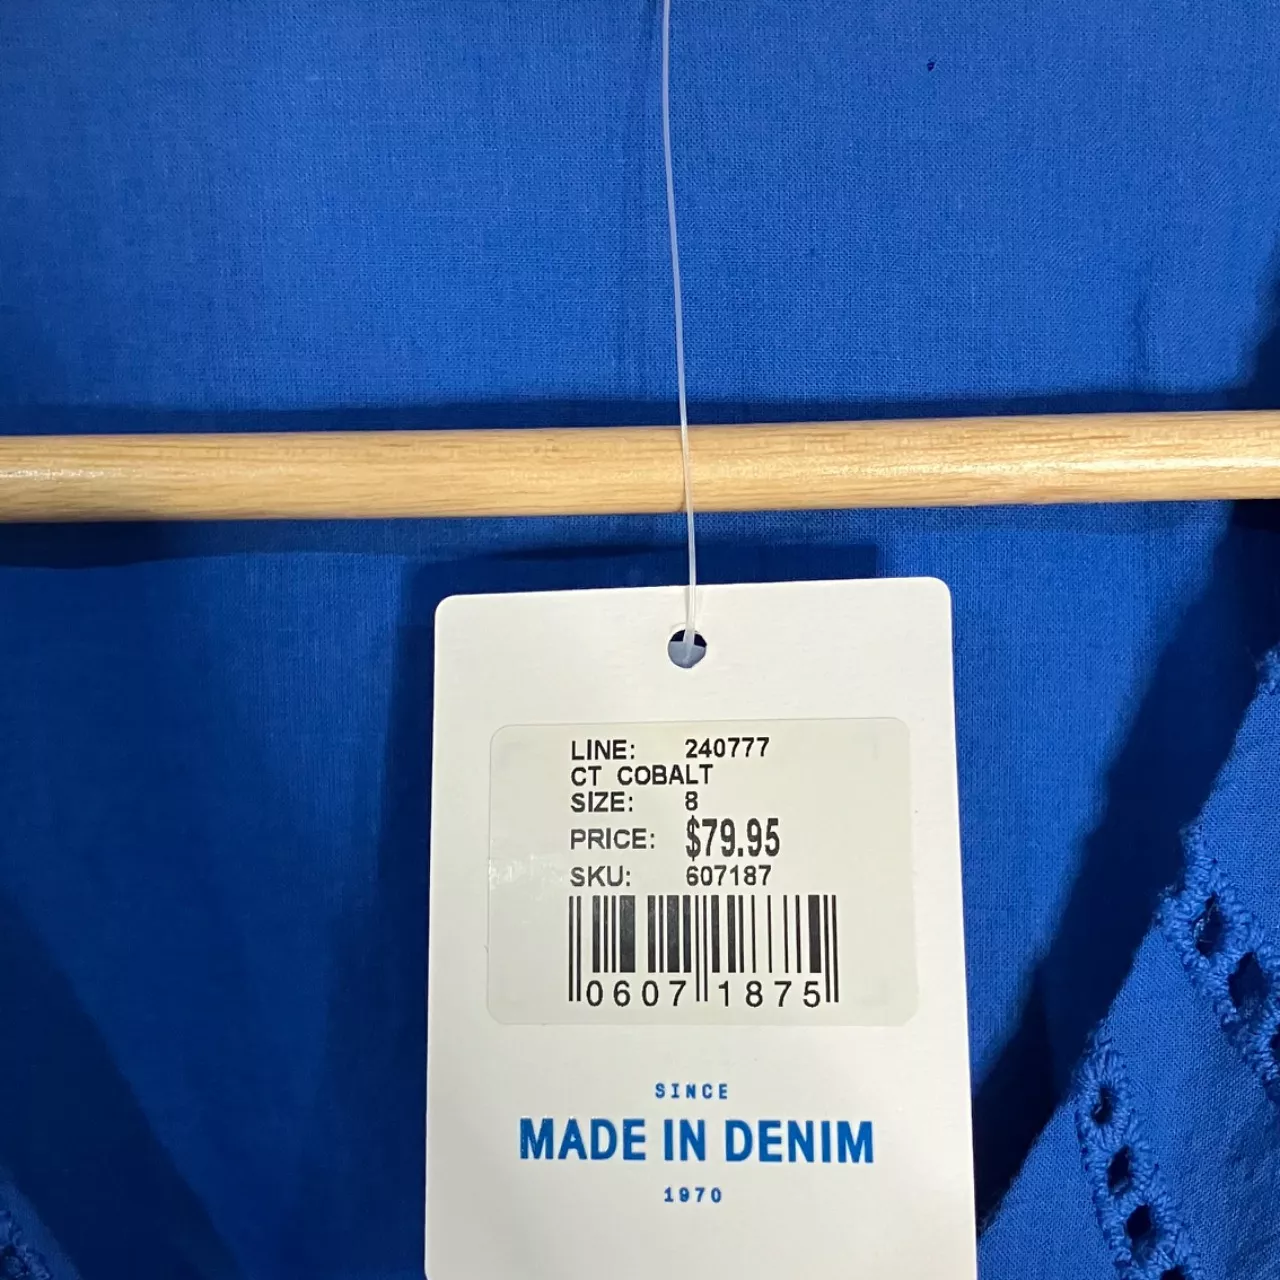 LINE: 240777
CT COBALT
SIZE: 8
PRICE: $79.95
SKU: 607187
0607 1875
SINCE
MADE IN DENIM
1970